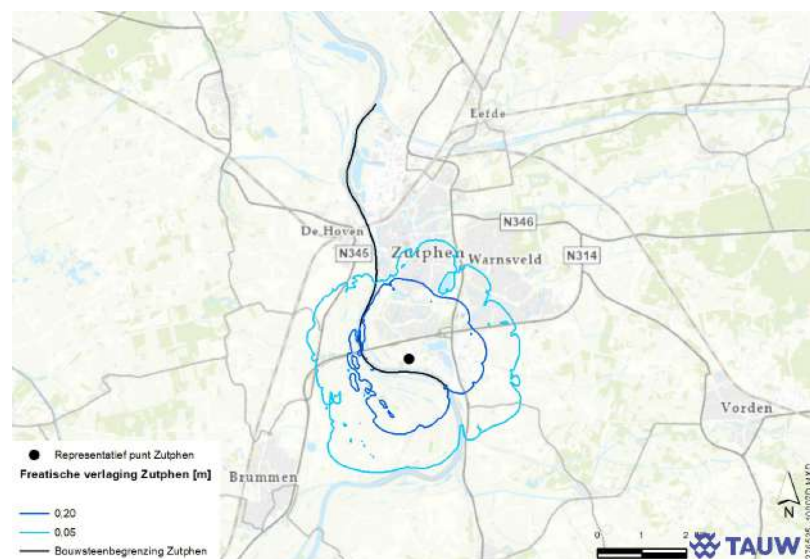 Eefde
De Hoven
N346
N345
Zutphen
Warnsveld
N314
Vorden
Representatief punt Zutphen
Freatische verlaging Zutphen [m]
Brummen
0,20
0,05
Bouwsteenbegrenzing Zutphen
N
0 1 2
TAUW